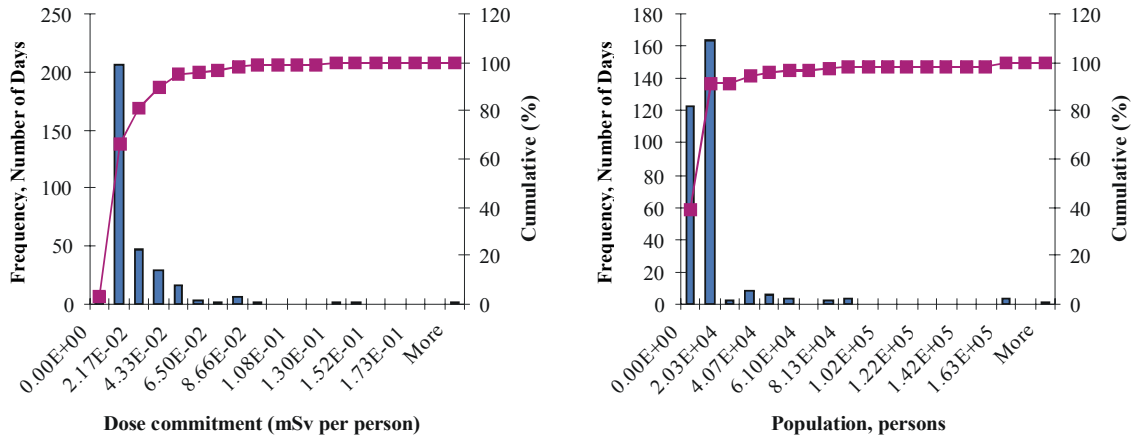 250
200
150
100
50
0
Frequency, Number of Days
120
100
80
60
40
20
0
Cumulative (%)
0.00E+00
2.17E-02
4.33E-02
6.50E-02
8.66E-02
1.08E-01
1.30E-01
1.52E-01
1.73E-01
More
Dose commitment (mSv per person)
180
160
140
120
100
80
60
40
20
0
Frequency, Number of Days
120
100
80
60
40
20
0
Cumulative (%)
0.00E+00
2.03E+04
4.07E+04
6.10E+04
8.13E+04
1.02E+05
1.22E+05
1.42E+05
1.63E+05
More
Population, persons